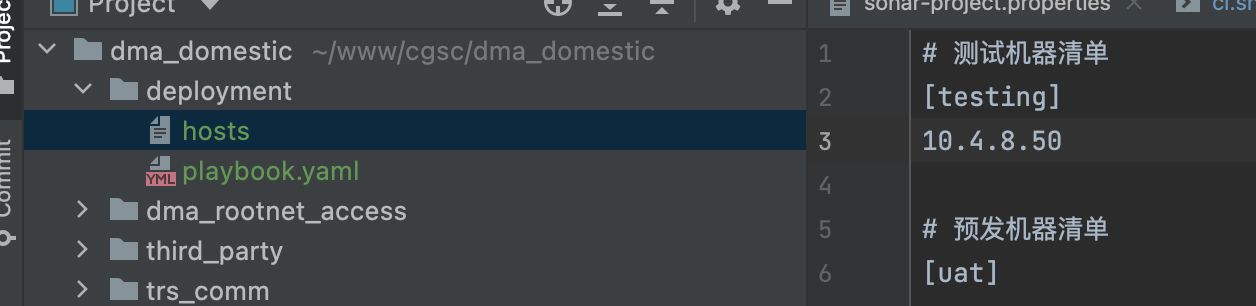 Project
Project
Commit
dma_domestic ~/www/cgsc/dma_domestic
deployment
hosts
YML playbook.yaml
dma_rootnet_access
third_party
trs_comm
sonar-project.properties
ci.sh
1 # 测试机器清单
2 [testing]
3 10.4.8.50
4
5 # 预发机器清单
6 [uat]